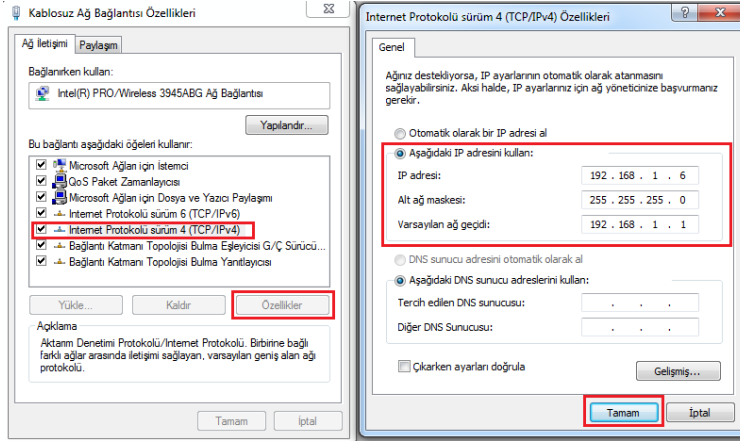 Kablosuz Ağ Bağlantısı Özellikleri
Ağ İletişimi Paylaşım
Bağlanırken kullan:
Intel(R) PRO/Wireless 3945ABG Ağ Bağlantısı
Yapılandır...
Bu bağlantı aşağıdaki öğeleri kullanır:
Microsoft Ağları için İstemci
QoS Paket Zamanlayıcısı
Microsoft Ağları için Dosya ve Yazıcı Paylaşımı
Internet Protokolü sürüm 6 (TCP/IPv6)
Internet Protokolü sürüm 4 (TCP/IPv4)
Bağlantı Katmanı Topolojisi Bulma Eşleyicisi G/Ç Sürücü...
Bağlantı Katmanı Topolojisi Bulma Yanıtlayıcısı
Yükle... Kaldır Özellikler
Açıklama
Aktarım Denetimi Protokolü/Internet Protokolü. Birbirine bağlı
farklı ağlar arasında iletişimi sağlayan, varsayılan geniş alan ağı
protokolü.
Tamam İptal
Internet Protokolü sürüm 4 (TCP/IPv4) Özellikleri
Genel
Ağınız destekliyorsa, IP ayarlarının otomatik olarak atanmasını
sağlayabilirsiniz. Aksi halde, IP ayarlarınız için ağ yöneticinize başvurmanız
gerekir.
Otomatik olarak bir IP adresi al
Aşağıdaki IP adresini kullan:
IP adresi: 192 . 168 . 1 . 6
Alt ağ maskesi: 255 . 255 . 255 . 0
Varsayılan ağ geçidi: 192 . 168 . 1 . 1
DNS sunucu adresini otomatik olarak al
Aşağıdaki DNS sunucu adreslerini kullan:
Tercih edilen DNS sunucusu: . . .
Diğer DNS Sunucusu: . . .
Çıkarken ayarları doğrula
Gelişmiş...
Tamam İptal